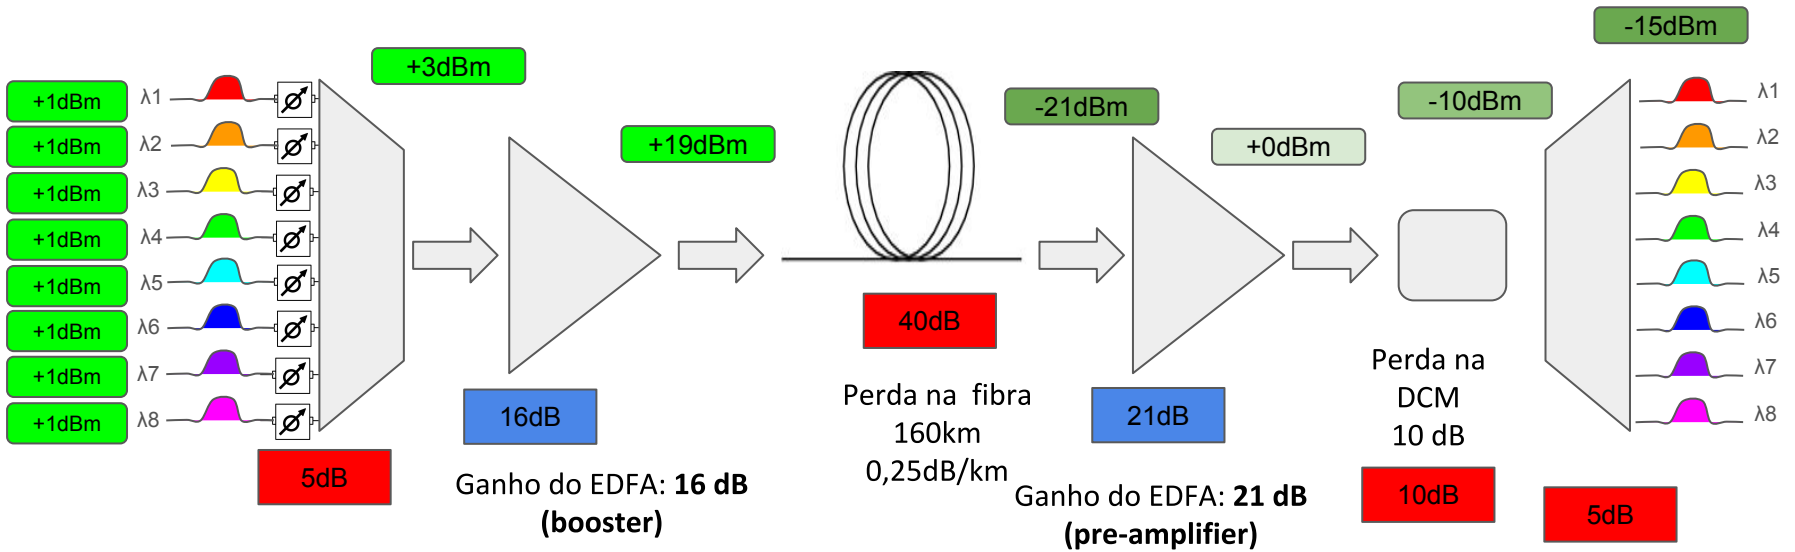 -15dBm
+3dBm
+1dBm λ1
+1dBm λ2
+1dBm λ3
+1dBm λ4
+1dBm λ5
+1dBm λ6
+1dBm λ7
+1dBm λ8
5dB
16dB
Ganho do EDFA: 16 dB
(booster)
+19dBm
40dB
Perda na fibra
160km
0,25dB/km
-21dBm
21dB
Ganho do EDFA: 21 dB
(pre-amplifier)
+0dBm
-10dBm
Perda na
DCM
10 dB
10dB
5dB
λ1
λ2
λ3
λ4
λ5
λ6
λ7
λ8